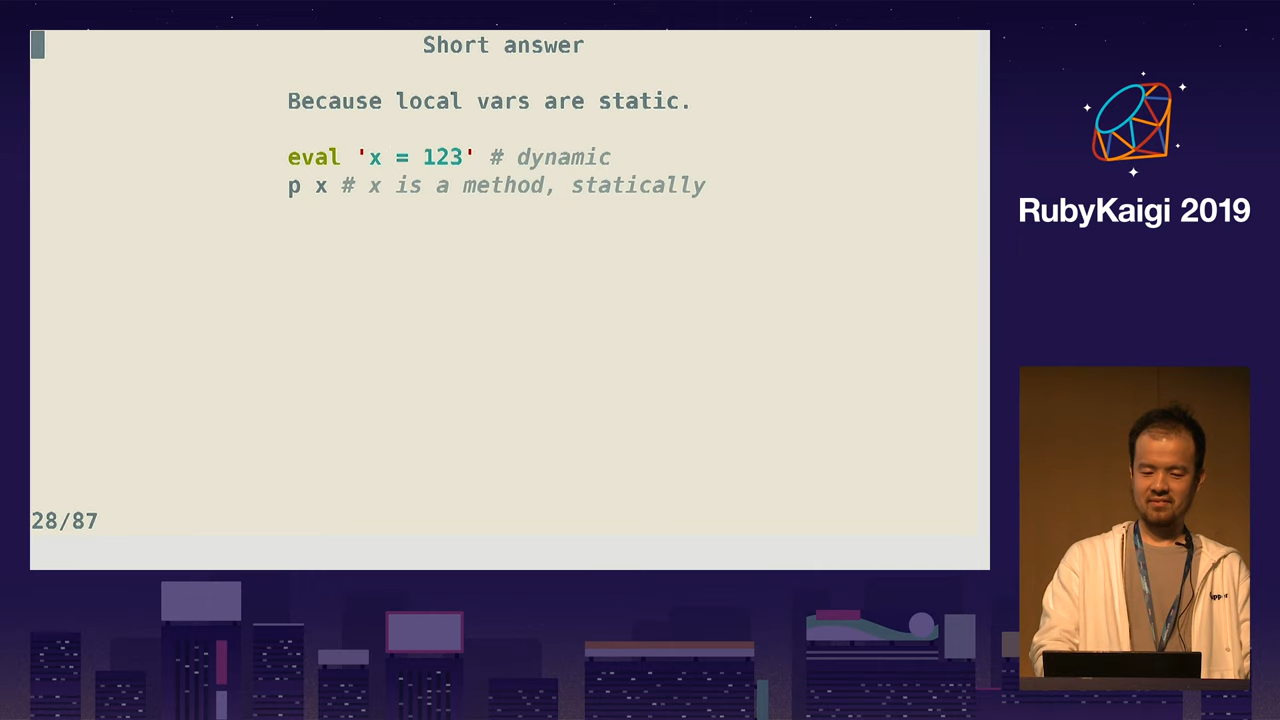 Short answer
Because local vars are static.
eval 'x = 123' # dynamic
p x # x is a method, statically
28/87
RubyKaigi 2019